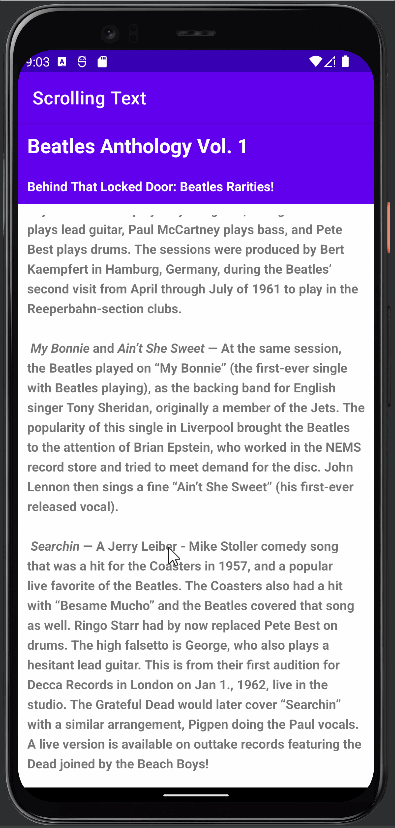 9:03
Scrolling Text
Beatles Anthology Vol. 1
Behind That Locked Door: Beatles Rarities!
plays lead guitar, Paul McCartney plays bass, and Pete
Best plays drums. The sessions were produced by Bert
Kaempfert in Hamburg, Germany, during the Beatles'
second visit from April through July of 1961 to play in the
Reeperbahn-section clubs.
My Bonnie and Ain't She Sweet — At the same session,
the Beatles played on “My Bonnie” (the first-ever single
with Beatles playing), as the backing band for English
singer Tony Sheridan, originally a member of the Jets. The
popularity of this single in Liverpool brought the Beatles
to the attention of Brian Epstein, who worked in the NEMS
record store and tried to meet demand for the disc. John
Lennon then sings a fine “Ain't She Sweet” (his first-ever
released vocal).
Searchin — A Jerry Leiber - Mike Stoller comedy song
that was a hit for the Coasters in 1957, and a popular
live favorite of the Beatles. The Coasters also had a hit
with “Besame Mucho” and the Beatles covered that song
as well. Ringo Starr had by now replaced Pete Best on
drums. The high falsetto is George, who also plays a
hesitant lead guitar. This is from their first audition for
Decca Records in London on Jan 1., 1962, live in the
studio. The Grateful Dead would later cover “Searchin”
with a similar arrangement, Pigpen doing the Paul vocals.
A live version is available on outtake records featuring the
Dead joined by the Beach Boys!